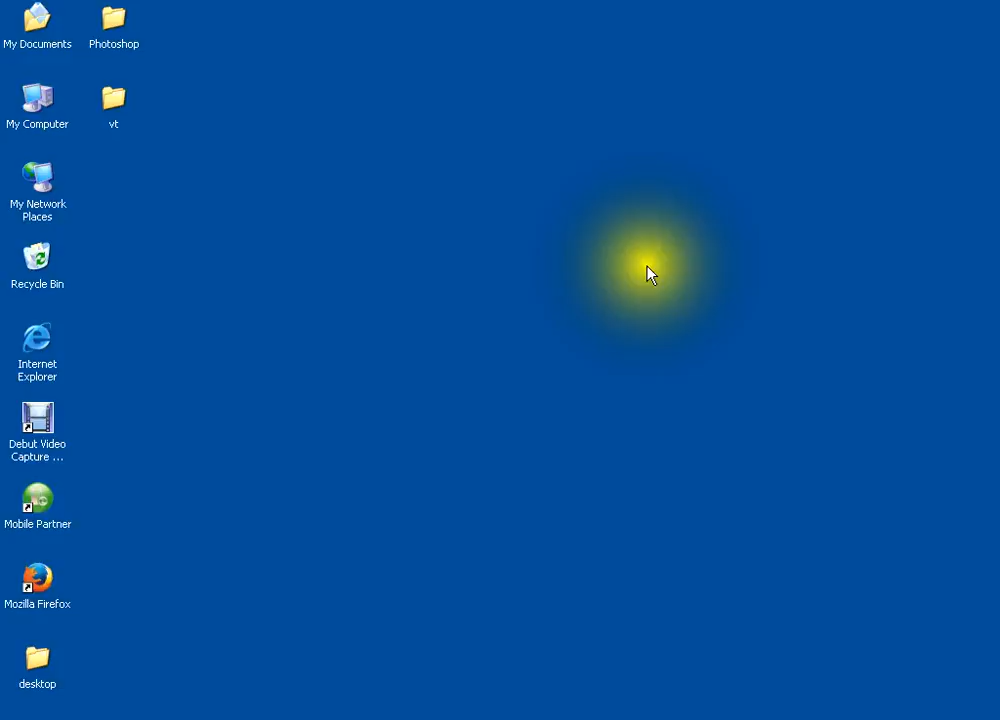 My Documents
Photoshop
My Computer
vt
My Network
Places
Recycle Bin
Internet
Explorer
Debut Video
Capture ...
Mobile Partner
Mozilla Firefox
desktop